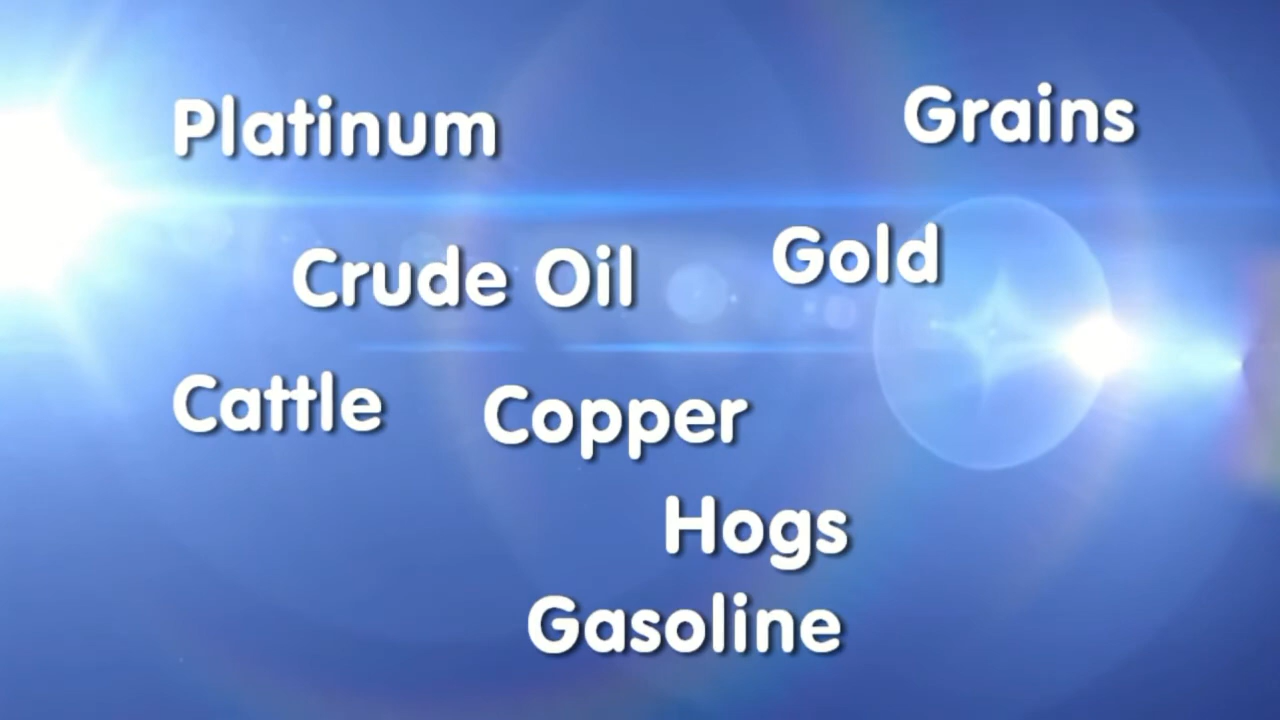 Platinum
Grains
Crude Oil
Gold
Cattle
Copper
Hogs
Gasoline